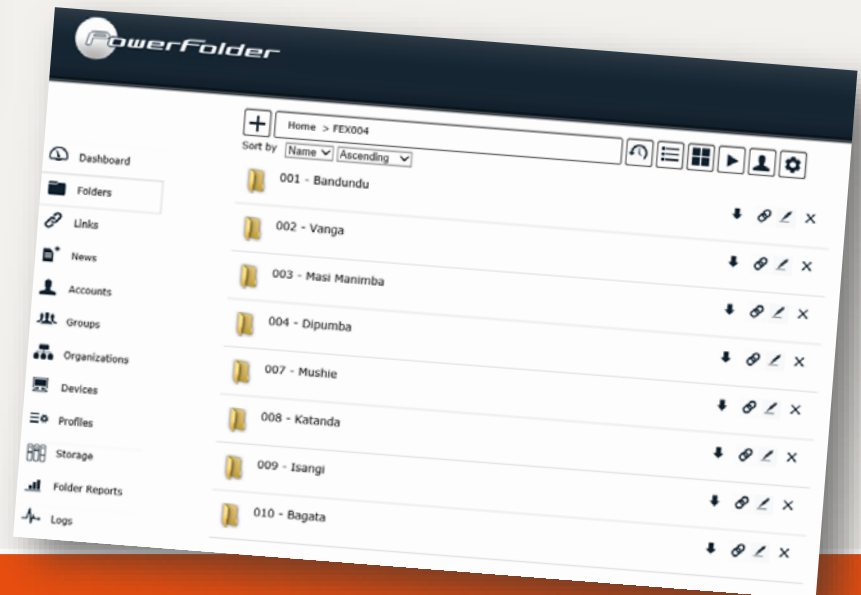 PowerFolder
Home > FEX004
Sort by Name Ascending
Dashboard
Folders
Links
News
Accounts
Groups
Organizations
Devices
Profiles
Storage
Folder Reports
Logs
001 - Bandundu
002 - Vanga
003 - Masi Manimba
004 - Dipumba
007 - Mushie
008 - Katanda
009 - Isangi
010 - Bagata